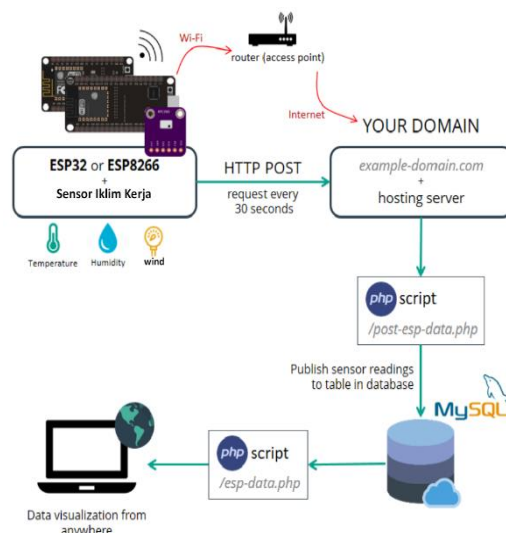 Wi-Fi
router (access point)
Internet
YOUR DOMAIN
ESP32 or ESP8266
+
Sensor Iklim Kerja
HTTP POST
request every
30 seconds
example-domain.com
+
hosting server
Temperature
Humidity
wind
php script
/post-esp-data.php
Publish sensor readings
to table in database
MySQL
php script
/esp-data.php
Data visualization from
anywhere